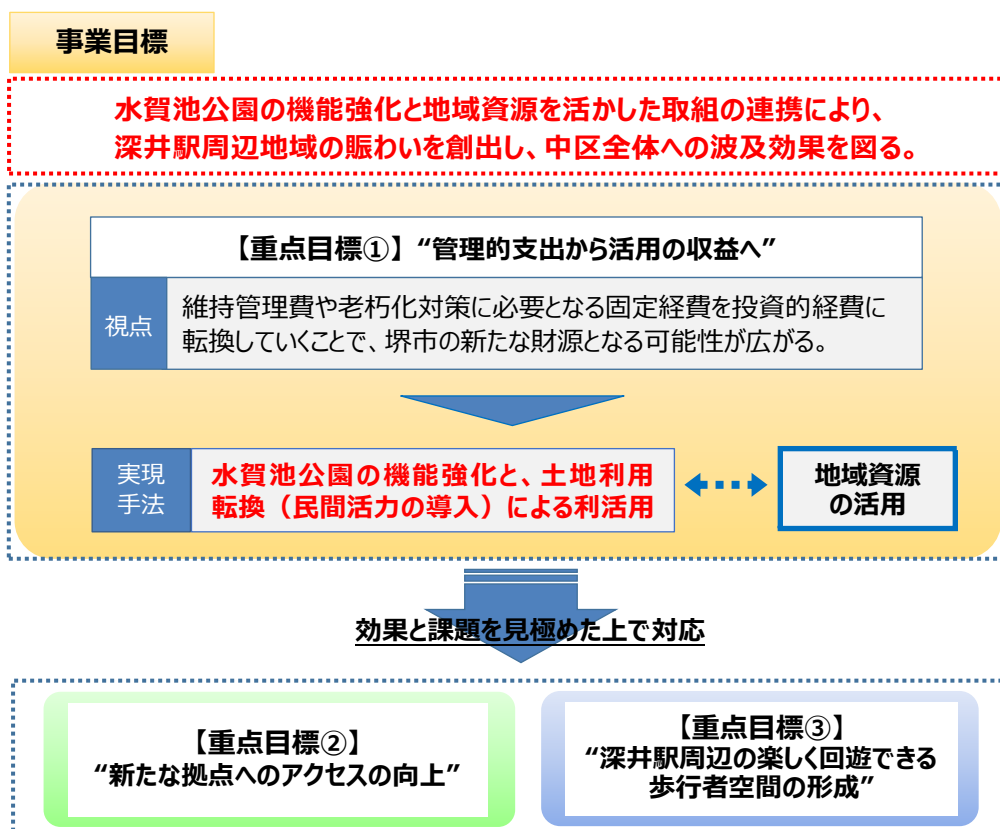 事業目標
水賀池公園の機能強化と地域資源を活かした取組の連携により、
深井駅周辺地域の賑わいを創出し、中区全体への波及効果を図る。
【重点目標①】“管理的支出から活用の収益へ”
視点
維持管理費や老朽化対策に必要となる固定経費を投資的経費に
転換していくことで、堺市の新たな財源となる可能性が広がる。
実現
手法
水賀池公園の機能強化と、土地利用
転換（民間活力の導入）による利活用
地域資源
の活用
効果と課題を見極めた上で対応
【重点目標②】
“新たな拠点へのアクセスの向上”
【重点目標③】
“深井駅周辺の楽しく回遊できる
歩行者空間の形成”